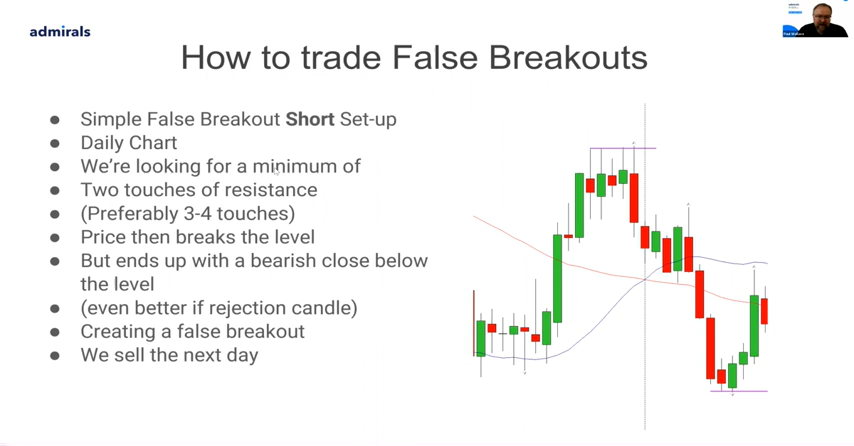 admirals
How to trade False Breakouts
● Simple False Breakout Short Set-up
● Daily Chart
● We're looking for a minimum of
● Two touches of resistance
● (Preferably 3-4 touches)
● Price then breaks the level
● But ends up with a bearish close below
the level
● (even better if rejection candle)
● Creating a false breakout
● We sell the next day